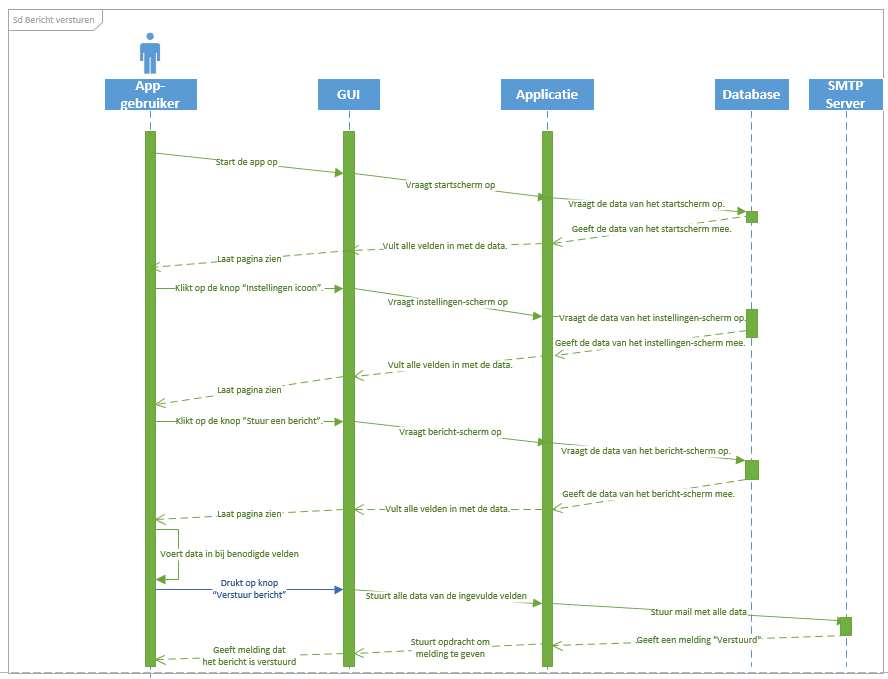 Sd Bericht versturen
App-
gebruiker
GUI
Applicatie
Database
SMTP
Server
Start de app op
Vraagt startscherm op
Vraagt de data van het startscherm op.
Geeft de data van het startscherm mee.
Vult alle velden in met de data.
Laat pagina zien
Klikt op de knop “Instellingen icoon”.
Vraagt instellingen-scherm op
Vraagt de data van het instellingen-scherm op.
Geeft de data van het instellingen-scherm mee.
Vult alle velden in met de data.
Laat pagina zien
Klikt op de knop "Stuur een bericht”.
Vraagt bericht-scherm op
Vraagt de data van het bericht-scherm op.
Geeft de data van het bericht-scherm mee.
Vult alle velden in met de data.
Laat pagina zien
Voert data in bij benodigde velden
Drukt op knop
“Verstuur bericht”
Stuurt alle data van de ingevulde velden
Stuur mail met alle data
Geeft een melding "Verstuurd"
Stuurt opdracht om
melding te geven
Geeft melding dat
het bericht is verstuurd